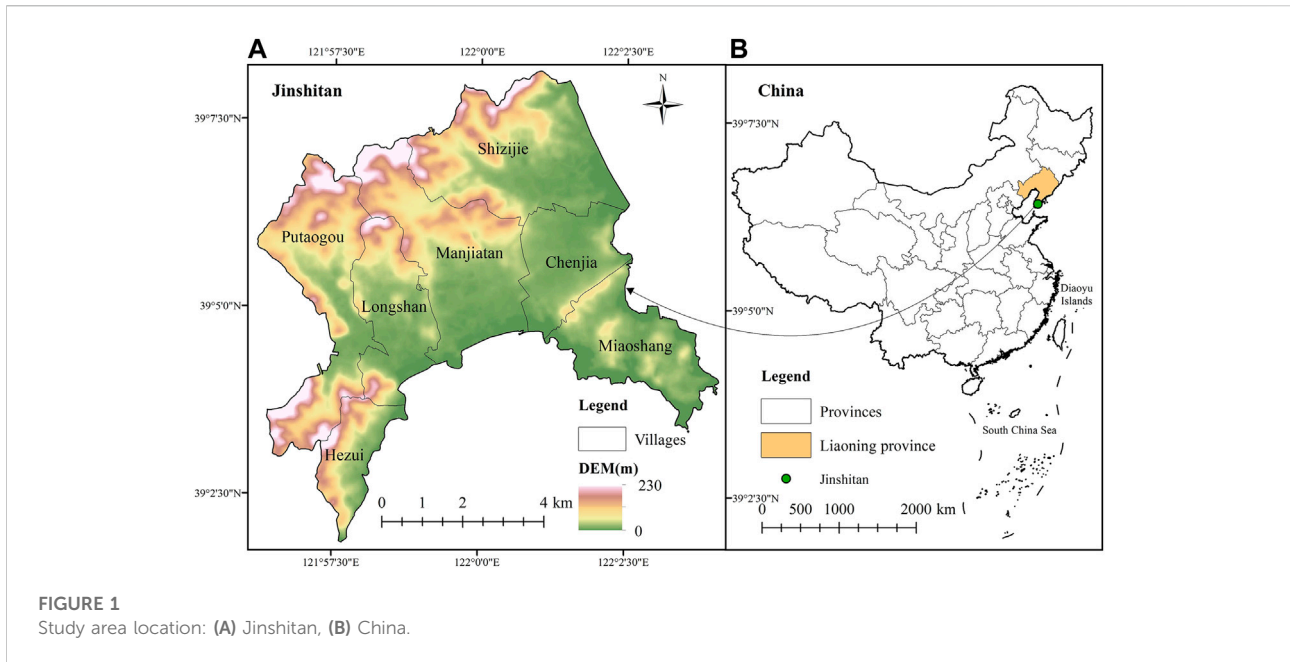 A
121°57'30"E
122°0'0"E
122°2'30"E
B
Jinshitan
N
China
39°7'30"N
39°7'30"N
Shizijie
Putaogou
Manjiatan
Chenjia
39°5'0"N
Longshan
39°5'0"N
Diaoyu
Islands
Miaoshang
Legend
Villages
Hezui
DEM(m)
230
0
39°2'30"N
0 1 2 4 km
Legend
Provinces
Liaoning province
Jinshitan
South China Sea
39°2'30"N
0 500 1000 2000 km
121°57'30"E
122°0'0"E
122°2'30"E
FIGURE 1
Study area location: (A) Jinshitan, (B) China.